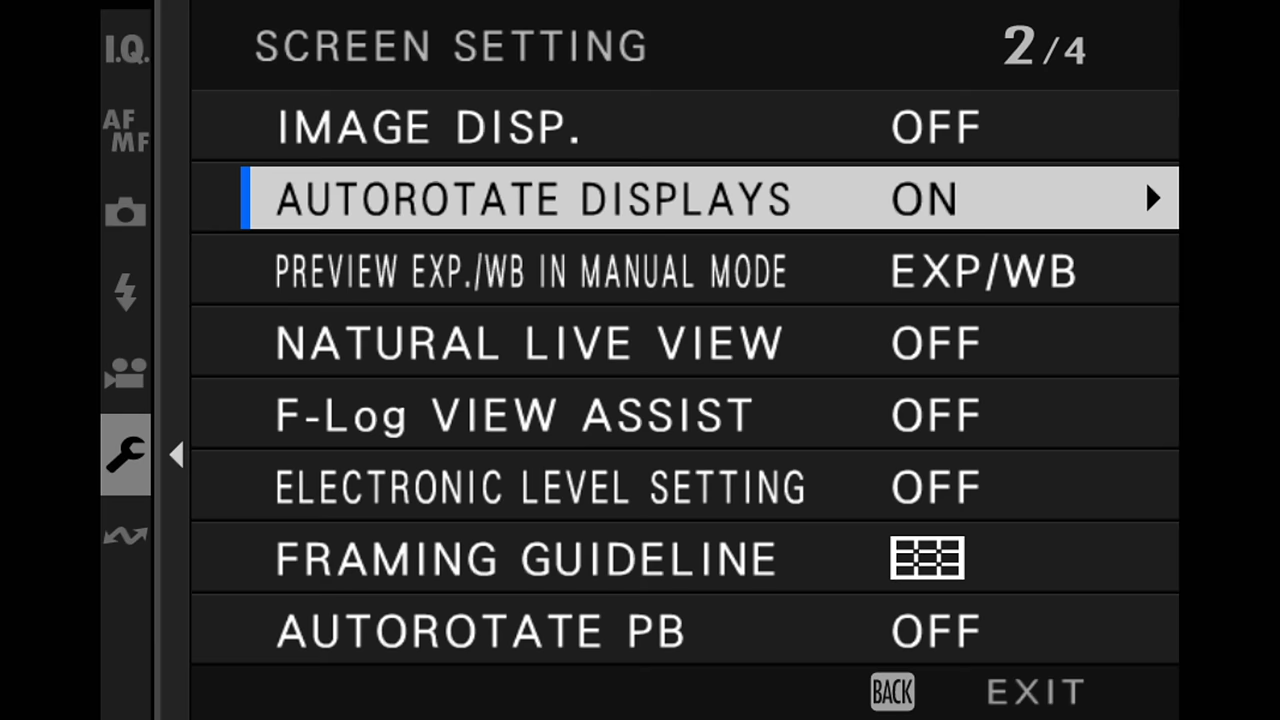 SCREEN SETTING 2/4
I.Q.
AF
MF
IMAGE DISP. OFF
AUTOROTATE DISPLAYS ON
PREVIEW EXP./WB IN MANUAL MODE EXP/WB
NATURAL LIVE VIEW OFF
F-Log VIEW ASSIST OFF
ELECTRONIC LEVEL SETTING OFF
FRAMING GUIDELINE
AUTOROTATE PB OFF
BACK EXIT